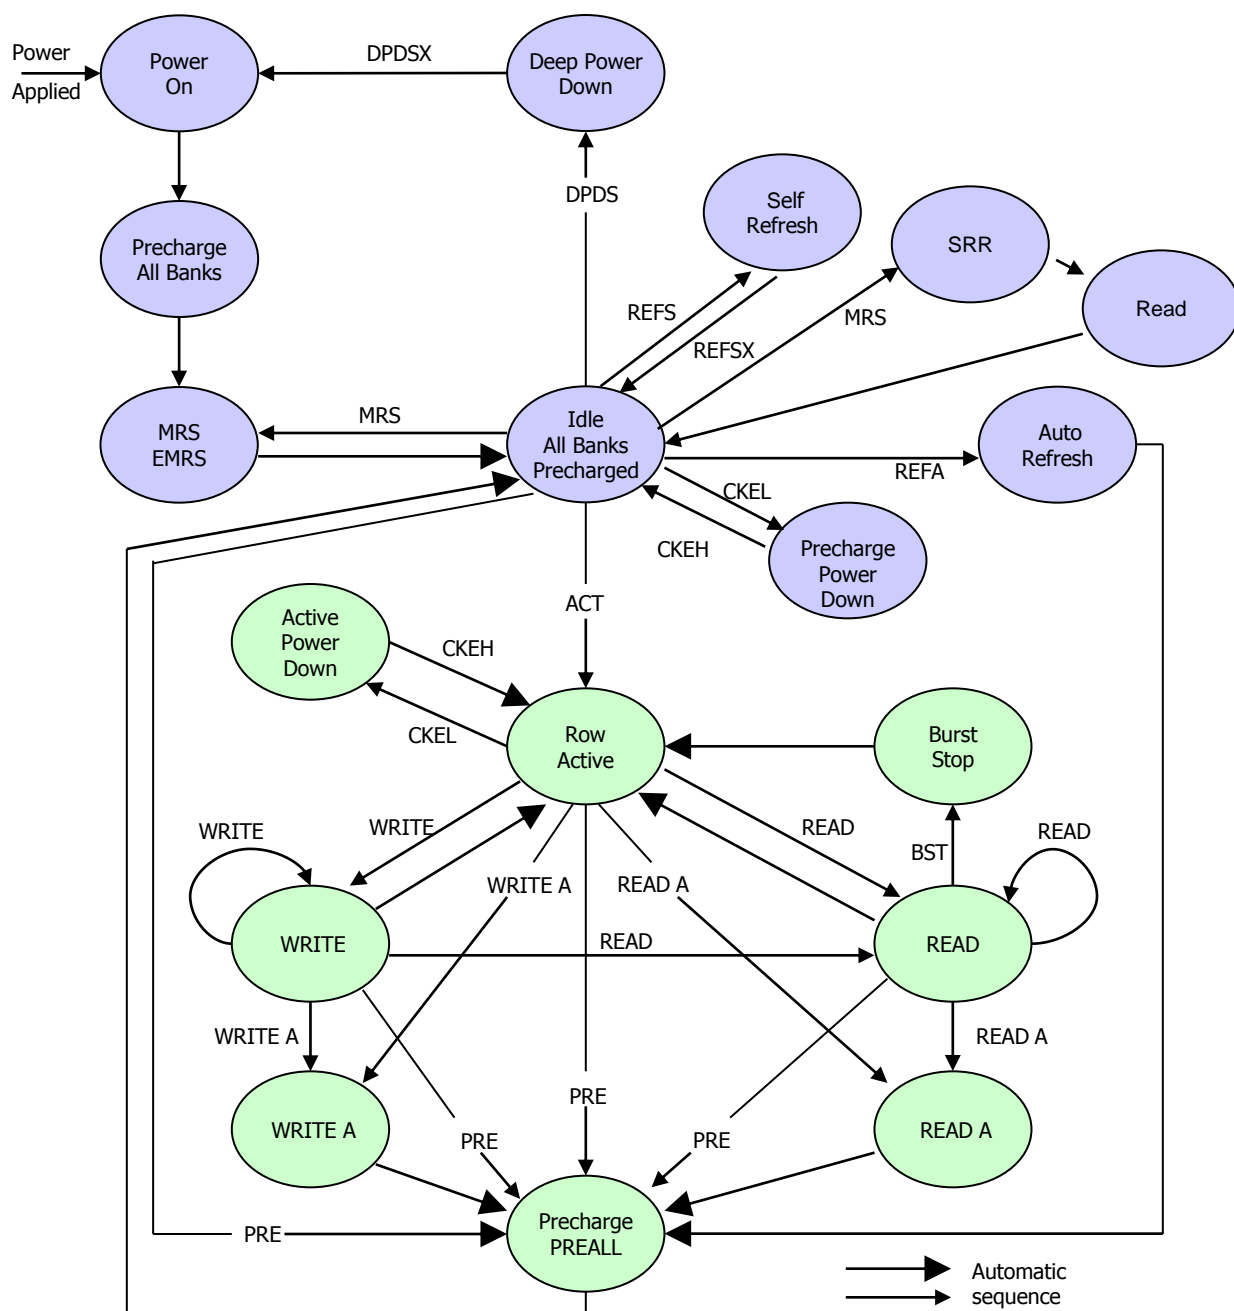 Power
Applied
Power
On
DPDSX
Deep Power
Down
DPDS
Self
Refresh
SRR
Read
Precharge
All Banks
REFS
REFSX
MRS
MRS
EMRS
MRS
Idle
All Banks
Precharged
Auto
Refresh
REFA
CKEL
CKEH
Precharge
Power
Down
ACT
Active
Power
Down
CKEH
CKEL
Row
Active
Burst
Stop
WRITE
WRITE
READ
BST
READ
WRITE A
READ A
WRITE
READ
READ
WRITE A
READ A
WRITE A
PRE
PRE
PRE
READ A
PRE
Precharge
PREALL
Automatic
sequence